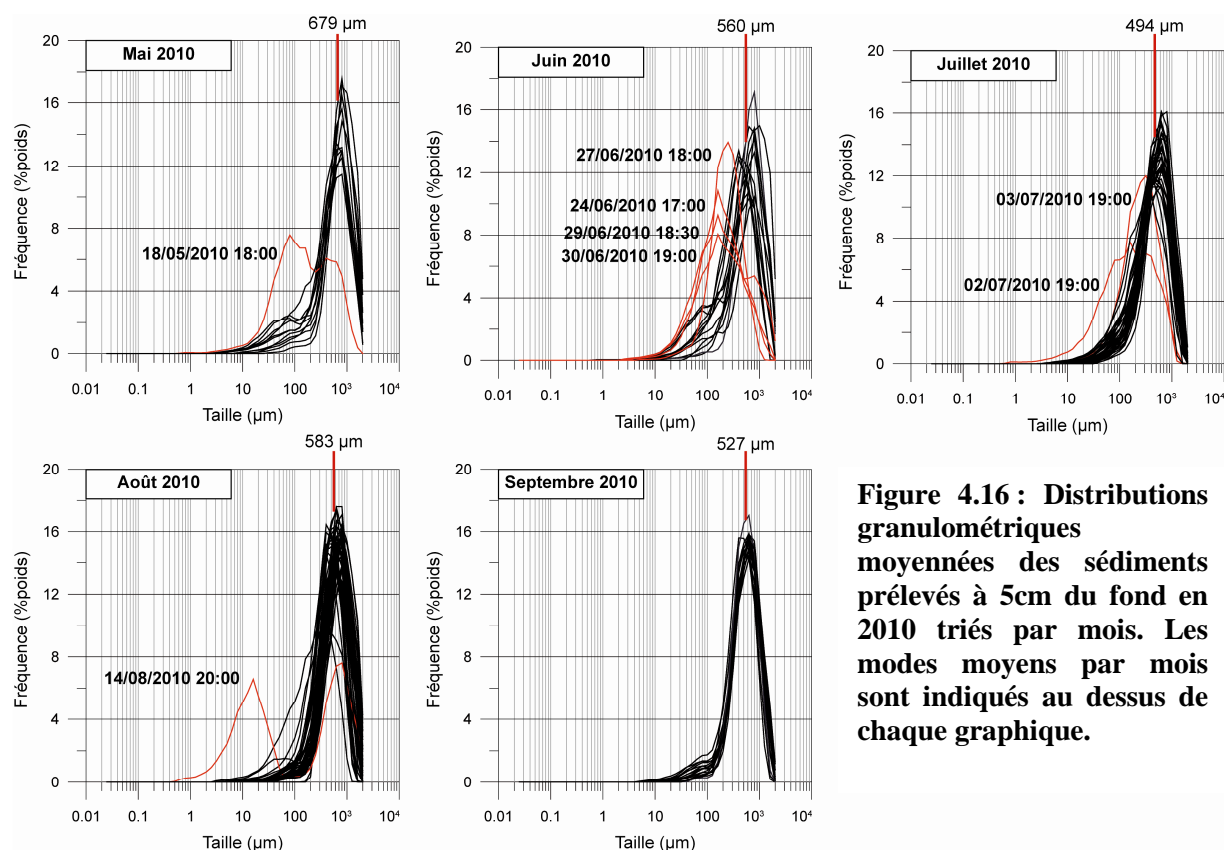 679 µm
Mai 2010
20
16
12
8
4
0
Fréquence (%poids)
18/05/2010 18:00
0.01 0.1 1 10 100 10³ 10⁴
Taille (µm)
560 µm
Juin 2010
20
16
12
8
4
0
Fréquence (%poids)
27/06/2010 18:00
24/06/2010 17:00
29/06/2010 18:30
30/06/2010 19:00
0.01 0.1 1 10 100 10³ 10⁴
Taille (µm)
494 µm
Juillet 2010
20
16
12
8
4
0
Fréquence (%poids)
03/07/2010 19:00
02/07/2010 19:00
0.01 0.1 1 10 100 10³ 10⁴
Taille (µm)
583 µm
Août 2010
20
16
12
8
4
0
Fréquence (%poids)
14/08/2010 20:00
0.01 0.1 1 10 100 10³ 10⁴
Taille (µm)
527 µm
Septembre 2010
20
16
12
8
4
0
Fréquence (%poids)
0.01 0.1 1 10 100 10³ 10⁴
Taille (µm)
Figure 4.16 : Distributions
granulométriques
moyennées des sédiments
prélevés à 5cm du fond en
2010 triés par mois. Les
modes moyens par mois
sont indiqués au dessus de
chaque graphique.